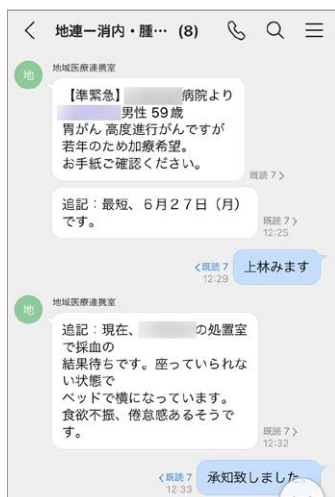 地連ー消内・腫… (8)
地
地域医療連携室
【準緊急】 病院より
男性 59歳
胃がん 高度進行がんですが
若年のため加療希望。
お手紙ご確認ください。
既読 7
追記：最短、6月27日（月）
です。
既読 7
12:25
既読 7
12:29
上林みます
地
地域医療連携室
追記：現在、 の処置室
で採血の
結果待ちです。座っていられな
い状態で
ベッドで横になっています。
食欲不振、倦怠感あるそうで
す。
既読 7
12:32
既読 7
12:33
承知致しました